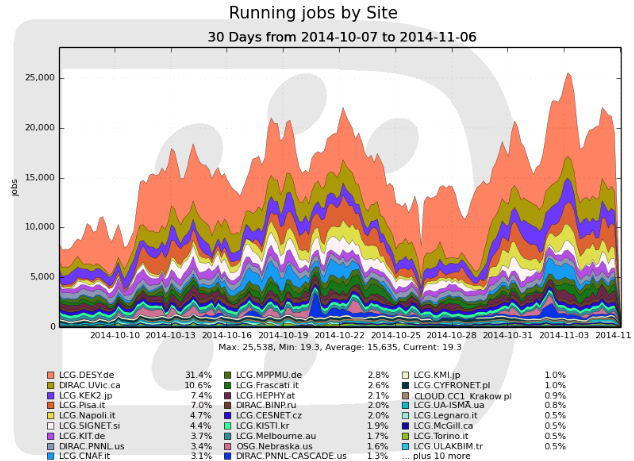 Running jobs by Site
30 Days from 2014-10-07 to 2014-11-06
25,000
20,000
15,000
10,000
5,000
0
jobs
2014-10-10 2014-10-13 2014-10-16 2014-10-19 2014-10-22 2014-10-25 2014-10-28 2014-10-31 2014-11-03 2014-11
Max: 25,538, Min: 19.3, Average: 15,635, Current: 19.3
LCG.DESY.de 31.4% LCG.MPPMU.de 2.8% LCG.KMI.jp 1.0%
DIRAC.UVic.ca 10.6% LCG.Frascati.it 2.6% LCG.CYFRONET.pl 1.0%
LCG.KEK2.jp 7.4% LCG.HEPHY.at 2.1% CLOUD.CC1_Krakow.pl 0.9%
LCG.Pisa.it 7.0% DIRAC.BINP.ru 2.0% LCG.UA-ISMA.ua 0.8%
LCG.Napoli.it 4.7% LCG.CESNET.cz 2.0% LCG.Legnaro.it 0.5%
LCG.SIGNET.si 4.4% LCG.KISTI.kr 1.9% LCG.McGill.ca 0.5%
LCG.KIT.de 3.7% LCG.Melbourne.au 1.7% LCG.Torino.it 0.5%
DIRAC.PNNL.us 3.4% OSG.Nebraska.us 1.6% LCG.ULAKBIM.tr 0.5%
LCG.CNAF.it 3.1% DIRAC.PNNL-CASCADE.us 1.3% ... plus 10 more